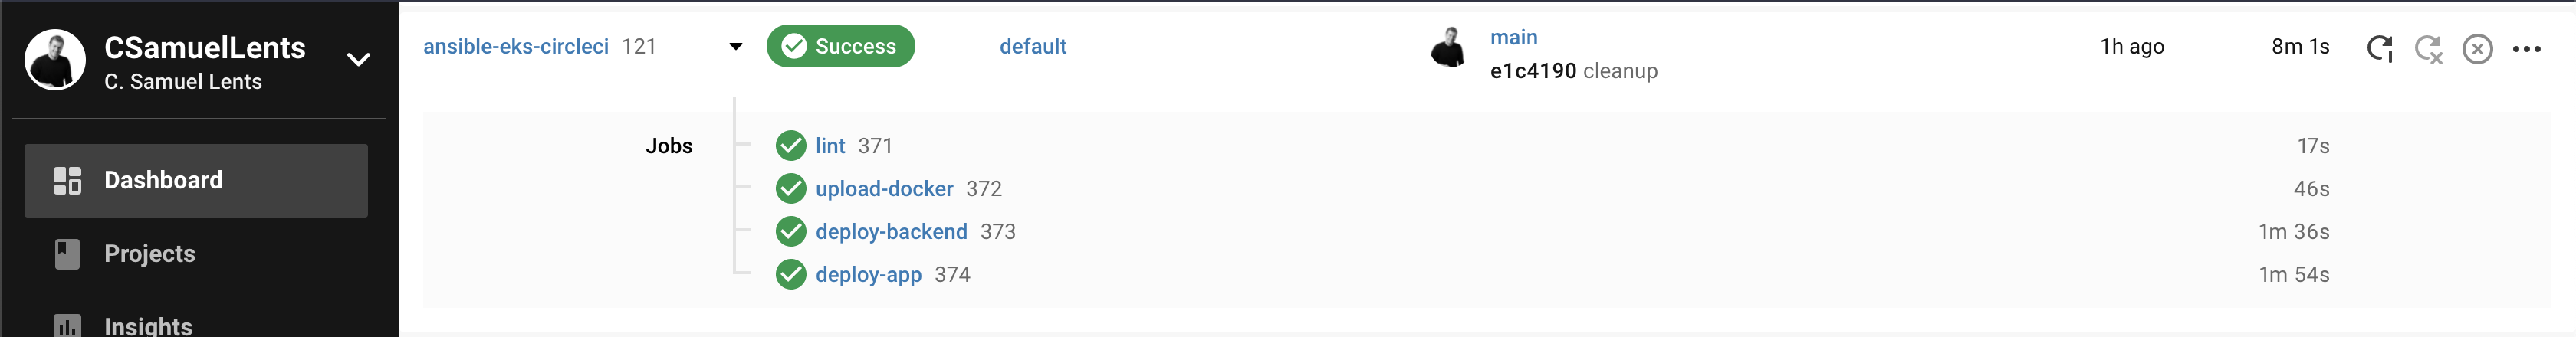 CSamuelLents
C. Samuel Lents
Dashboard
Projects
Insights
ansible-eks-circleci 121 Success default main 1h ago 8m 1s
e1c4190 cleanup
Jobs lint 371 17s
upload-docker 372 46s
deploy-backend 373 1m 36s
deploy-app 374 1m 54s